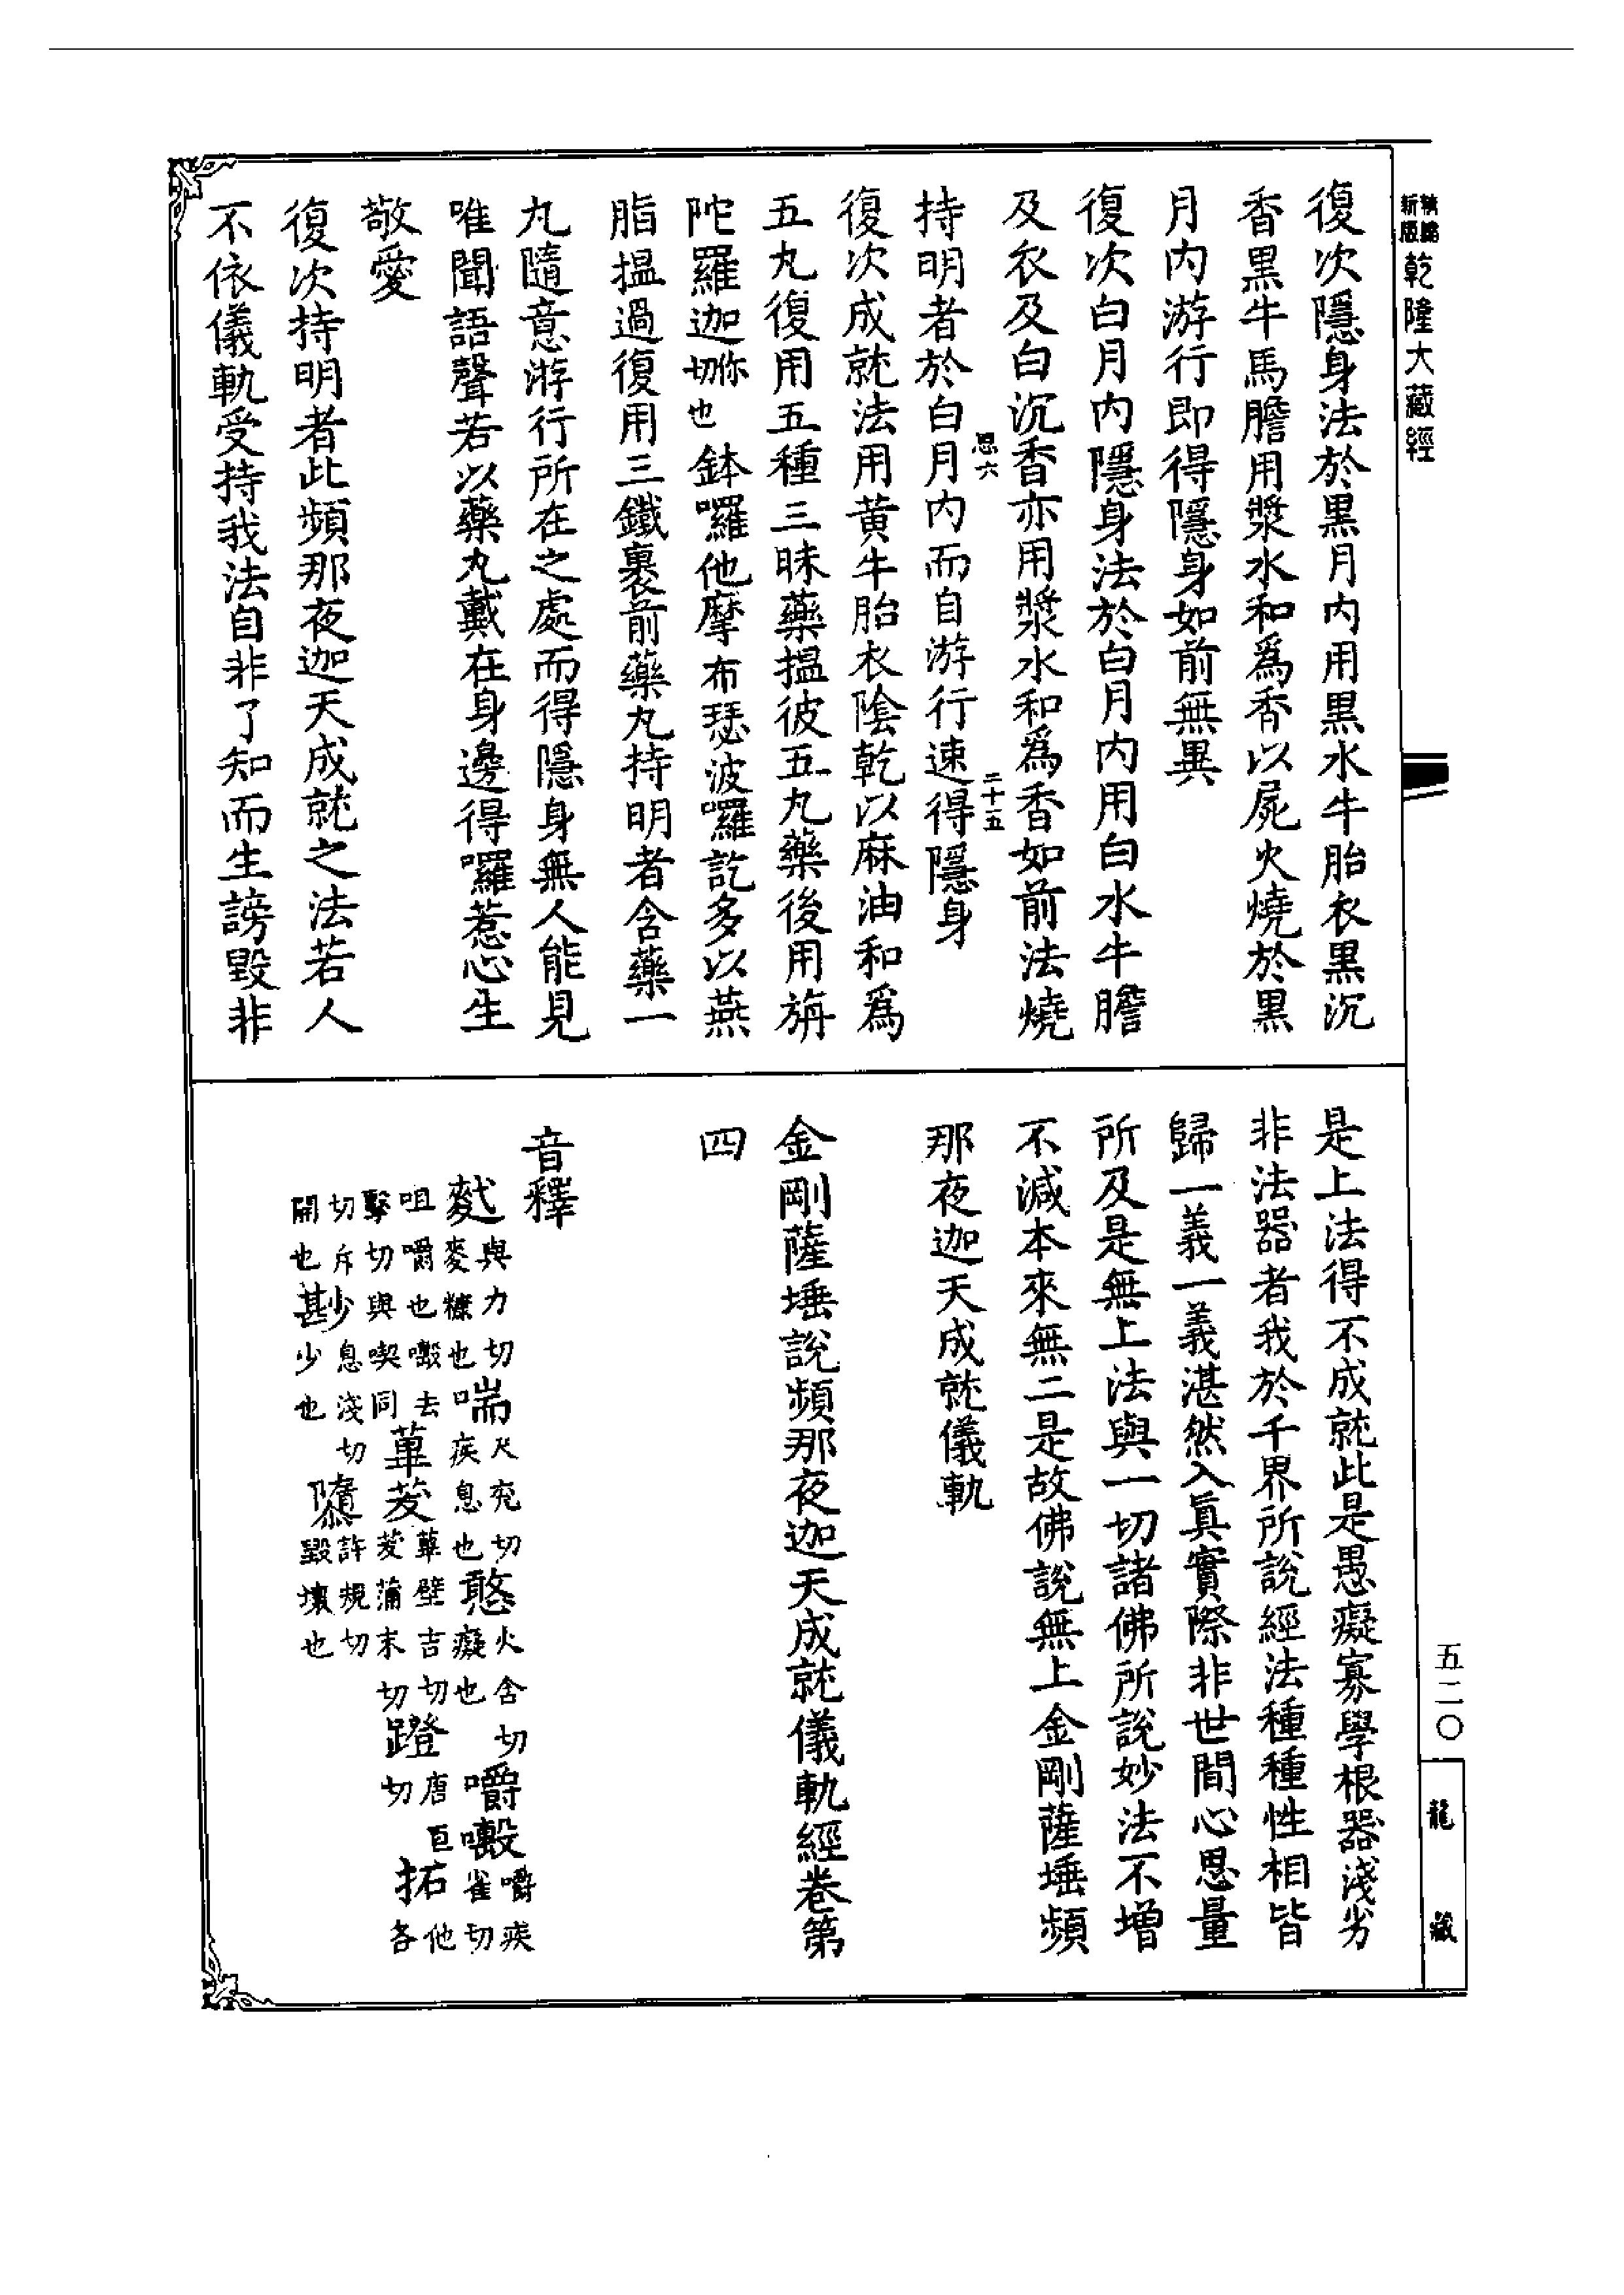 新版
乾隆大藏經
復次隱身法於黑月內用黑水牛胎衣黑沉
香黑牛馬膽用漿水和爲香以屍火燒於黑
月內游行即得隱身如前無異
復次白月內隱身法於白月內用白水牛膽
及衣及白沉香亦用漿水和爲香如前法燒
思六
二十五
持明者於白月內而自游行速得隱身
復次成就法用黃牛胎衣陰乾以麻油和爲
五丸復用五種三昧藥搵彼五丸藥後用旃
陀羅迦切你也鉢囉他摩布瑟波囉訖多以燕
脂搵過復用三鐵裹前藥丸持明者含藥一
丸隨意游行所在之處而得隱身無人能見
唯聞語聲若以藥丸戴在身邊得囉惹心生
敬愛
復次持明者此頻那夜迦天成就之法若人
不依儀軌受持我法自非了知而生謗毀非
是上法得不成就此是愚癡寡學根器淺劣
非法器者我於千界所說經法種種性相皆
歸一義一義湛然入眞實際非世間心思量
所及是無上法與一切諸佛所說妙法不增
不減本來無二是故佛說無上金剛薩埵頻
那夜迦天成就儀軌
金剛薩埵說頻那夜迦天成就儀軌經卷第
四
音釋
麧與力切麥糠也喘尺兗切疾息也憨火含切癡也嚼嚙嚼疾雀切
咀嚼也嚙去擊切與喫同蓽茇蓽壁吉切茇蒲末切蹬唐亘切拓他各
切斥開也尠息淺切甚少也隳許規切毀壞也
五二〇
龍藏